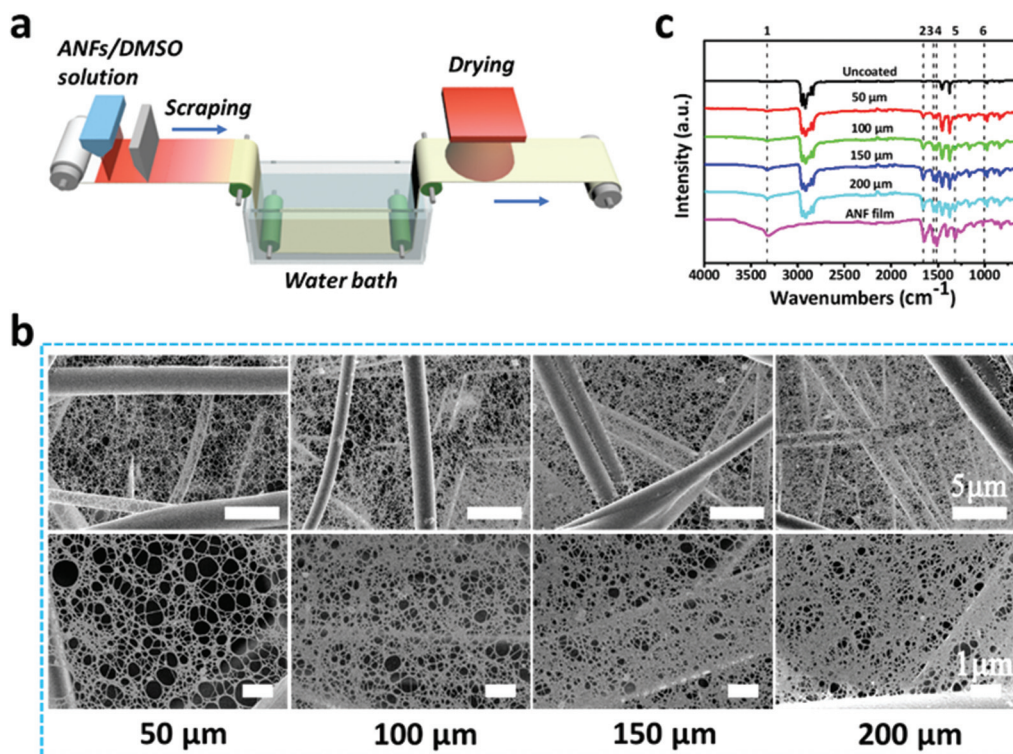 a
ANFs/DMSO
solution
Scraping
Drying
Water bath
c
1 2 3 4 5 6
Uncoated
50 µm
100 µm
150 µm
200 µm
ANF film
Intensity (a.u.)
4000 3000 2500 2000 1500 1000
Wavenumbers (cm⁻¹)
b
5µm
1µm
50 µm 100 µm 150 µm 200 µm